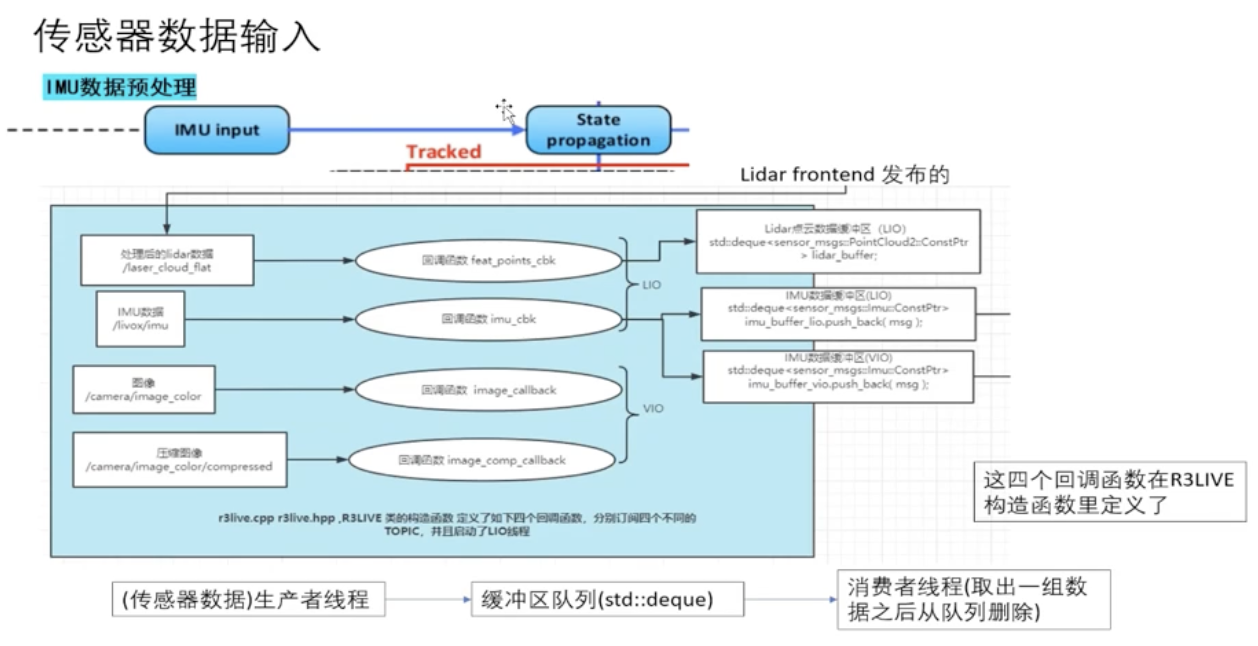 传感器数据输入
IMU数据预处理
IMU input
State
propagation
Tracked
Lidar frontend 发布的
处理后的lidar数据
/laser_cloud_flat
回调函数 feat_points_cbk
LIO
Lidar点云数据缓冲区（LIO）
std::deque<sensor_msgs::PointCloud2::ConstPtr
> lidar_buffer;
IMU数据
/livox/imu
回调函数 imu_cbk
IMU数据缓冲区(LIO)
std::deque<sensor_msgs::Imu::ConstPtr>
imu_buffer_lio.push_back( msg );
IMU数据缓冲区(VIO)
std::deque<sensor_msgs::Imu::ConstPtr>
imu_buffer_vio.push_back( msg );
图像
/camera/image_color
回调函数 image_callback
VIO
压缩图像
/camera/image_color/compressed
回调函数 image_comp_callback
r3live.cpp r3live.hpp ,R3LIVE 类的构造函数 定义了如下四个回调函数，分别订阅四个不同的
TOPIC，并且启动了LIO线程
这四个回调函数在R3LIVE
构造函数里定义了
(传感器数据)生产者线程
缓冲区队列(std::deque)
消费者线程(取出一组数
据之后从队列删除)